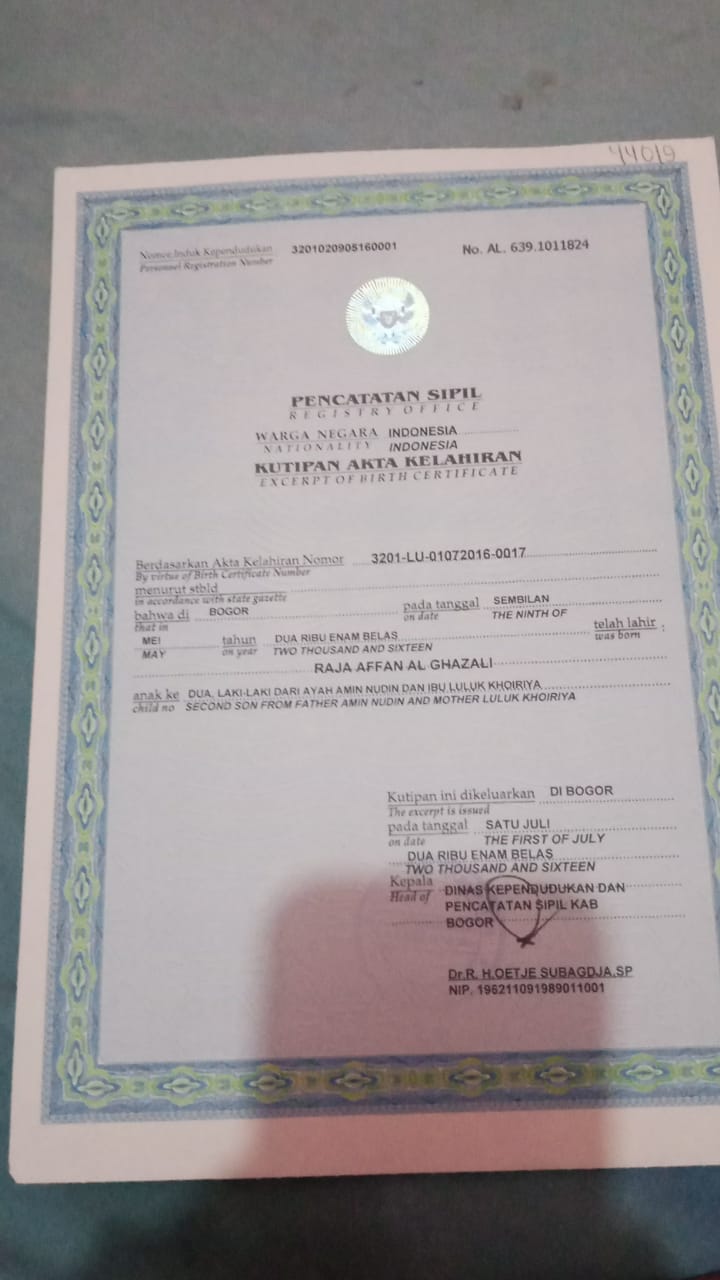 44019
Nomor Induk Kependudukan 3201020905160001 No. AL. 639.1011824
Personnel Registration Number
PENCATATAN SIPIL
REGISTRY OFFICE
WARGA NEGARA INDONESIA
NATIONALITY INDONESIA
KUTIPAN AKTA KELAHIRAN
EXCERPT OF BIRTH CERTIFICATE
Berdasarkan Akta Kelahiran Nomor 3201-LU-01072016-0017
By virtue of Birth Certificate Number
menurut stbld
in accordance with state gazette
bahwa di BOGOR pada tanggal SEMBILAN
that in on date THE NINTH OF telah lahir :
MEI tahun DUA RIBU ENAM BELAS was born
MAY on year TWO THOUSAND AND SIXTEEN
RAJA AFFAN AL GHAZALI
anak ke DUA, LAKI-LAKI DARI AYAH AMIN NUDIN DAN IBU LULUK KHOIRIYA
child no SECOND SON FROM FATHER AMIN NUDIN AND MOTHER LULUK KHOIRIYA
Kutipan ini dikeluarkan DI BOGOR
The excerpt is issued
pada tanggal SATU JULI
on date THE FIRST OF JULY
DUA RIBU ENAM BELAS
TWO THOUSAND AND SIXTEEN
Kepala DINAS KEPENDUDUKAN DAN
Head of PENCATATAN SIPIL KAB
BOGOR
Dr.R. H.OETJE SUBAGDJA,SP
NIP. 196211091989011001